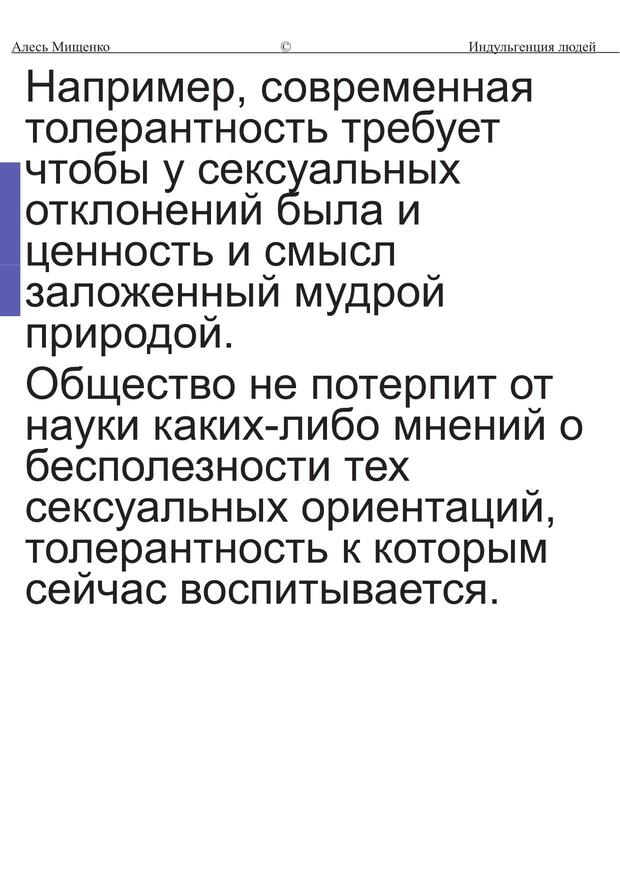 Алесь Мищенко © Индульгенция людей
Например, современная
толерантность требует
чтобы у сексуальных
отклонений была и
ценность и смысл
заложенный мудрой
природой.
Общество не потерпит от
науки каких-либо мнений о
бесполезности тех
сексуальных ориентаций,
толерантность к которым
сейчас воспитывается.